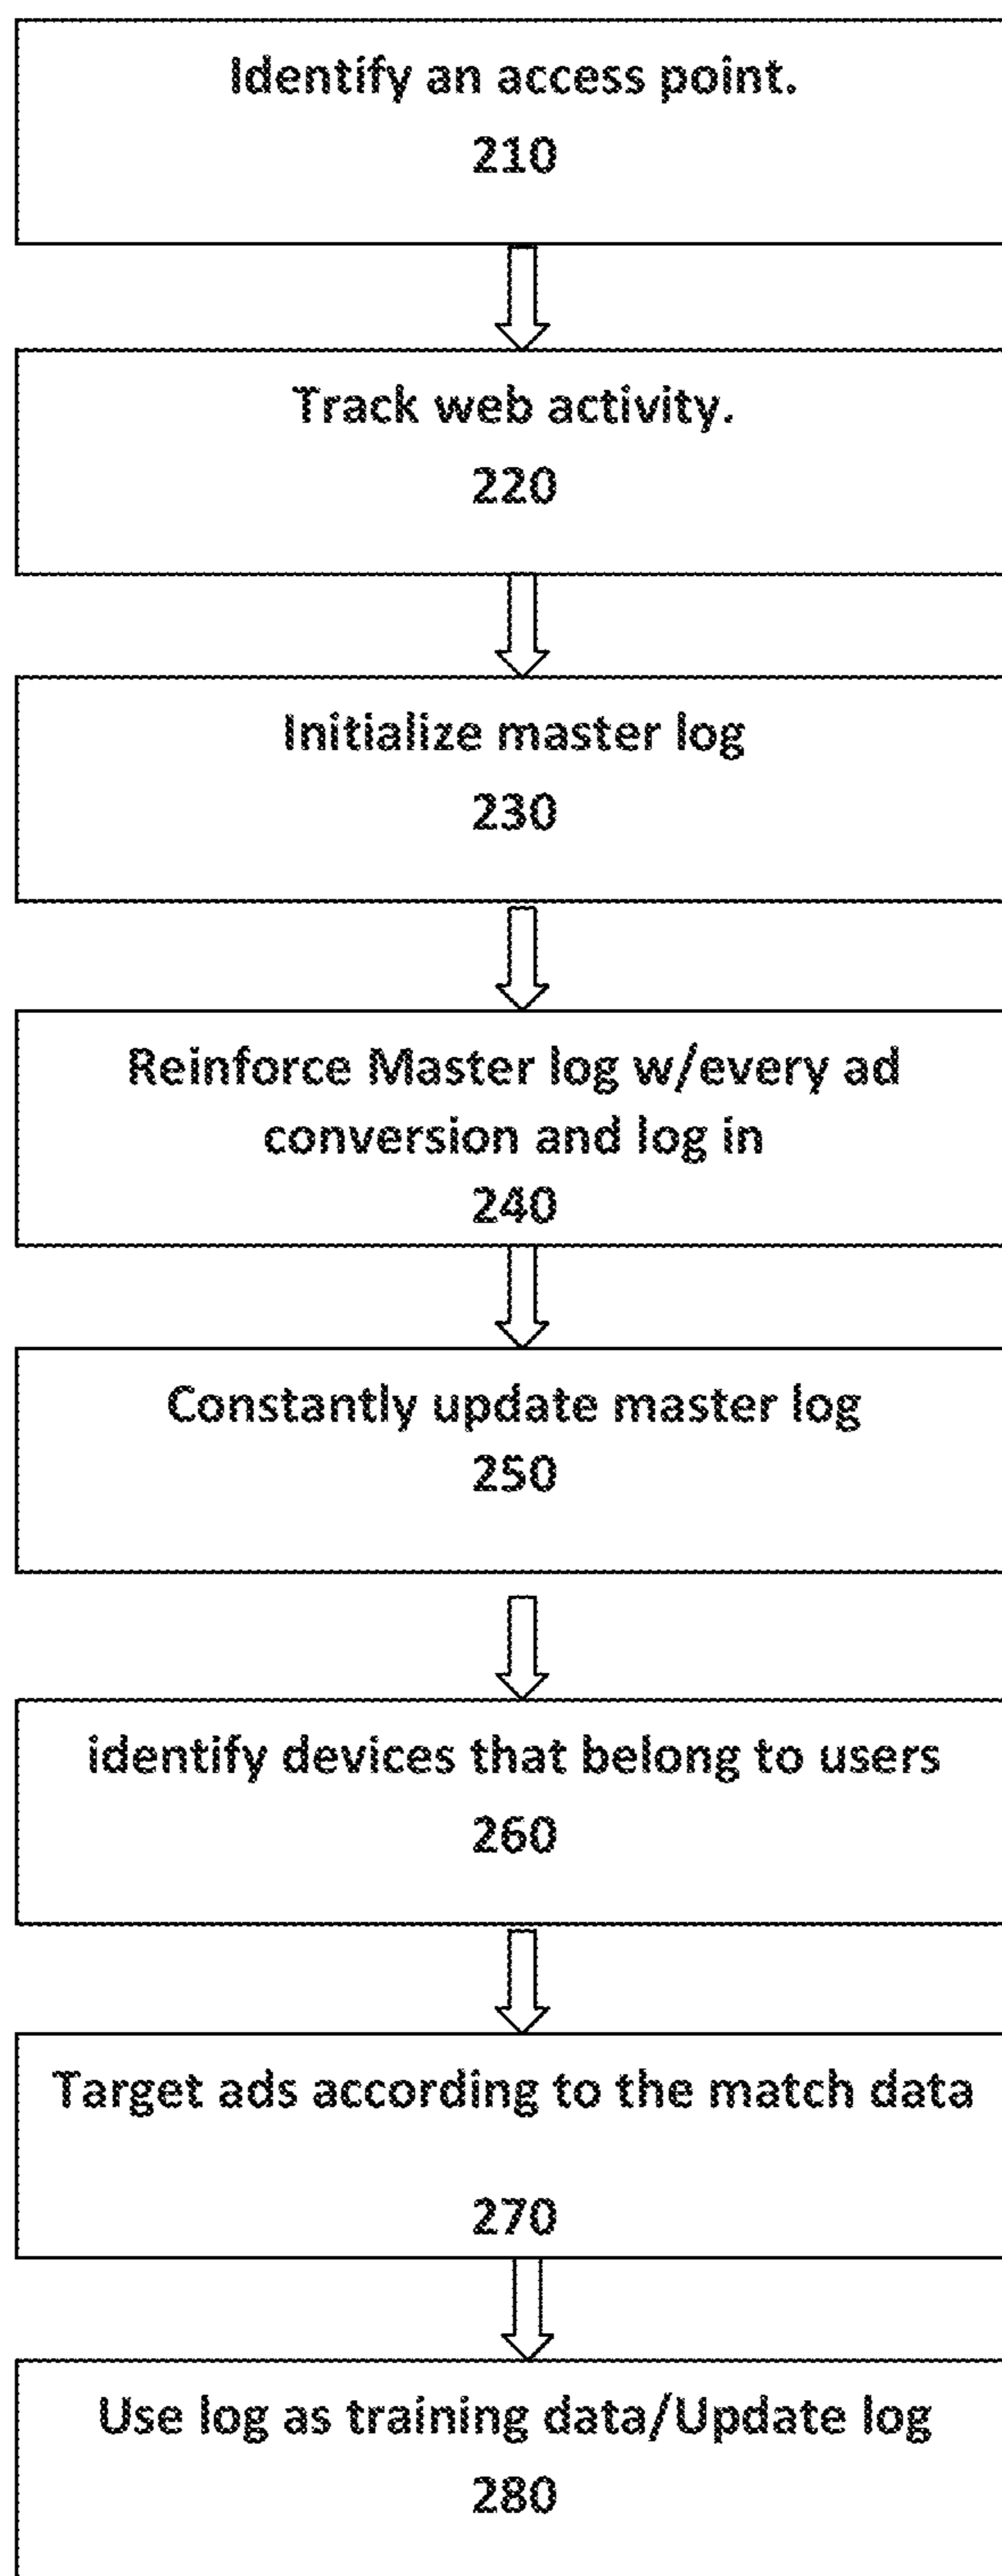 Identify an access point.
210
Track web activity.
220
Initialize master log
230
Reinforce Master log w/every ad
conversion and log in
240
Constantly update master log
250
identify devices that belong to users
260
Target ads according to the match data
270
Use log as training data/Update log
280